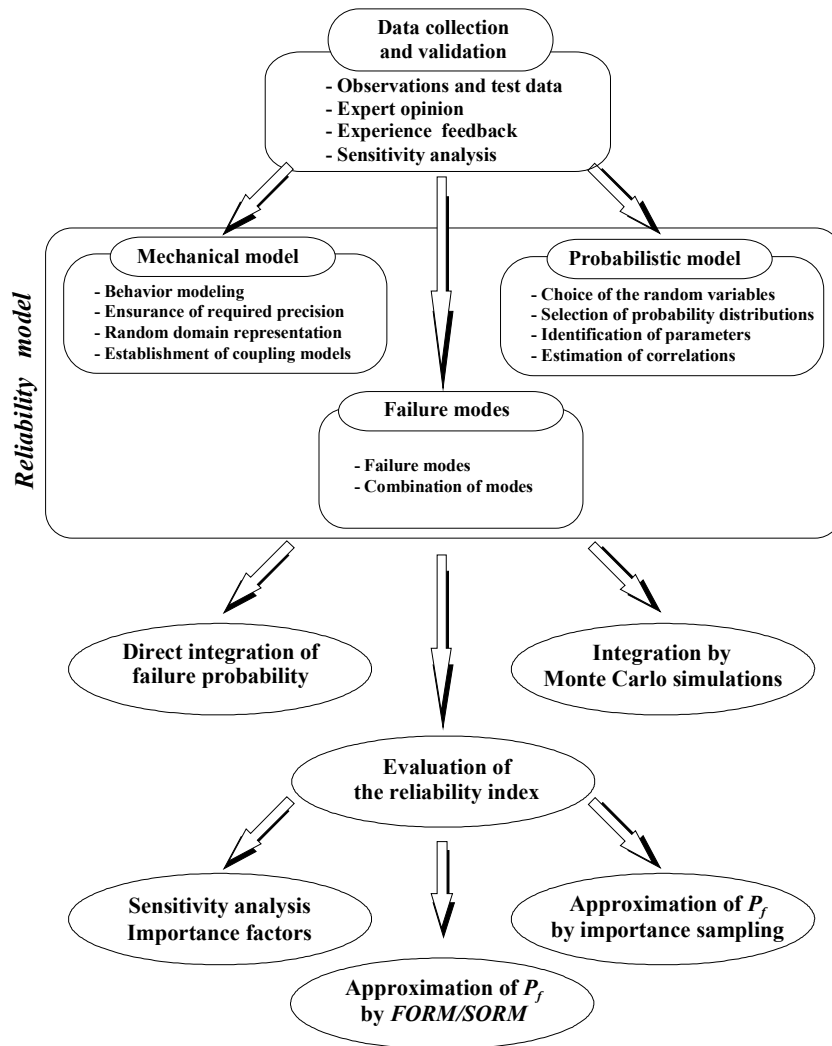 Data collection
and validation
- Observations and test data
- Expert opinion
- Experience feedback
- Sensitivity analysis
Reliability model
Mechanical model
- Behavior modeling
- Ensurance of required precision
- Random domain representation
- Establishment of coupling models
Probabilistic model
- Choice of the random variables
- Selection of probability distributions
- Identification of parameters
- Estimation of correlations
Failure modes
- Failure modes
- Combination of modes
Direct integration of
failure probability
Integration by
Monte Carlo simulations
Evaluation of
the reliability index
Sensitivity analysis
Importance factors
Approximation of P_f
by importance sampling
Approximation of P_f
by FORM/SORM